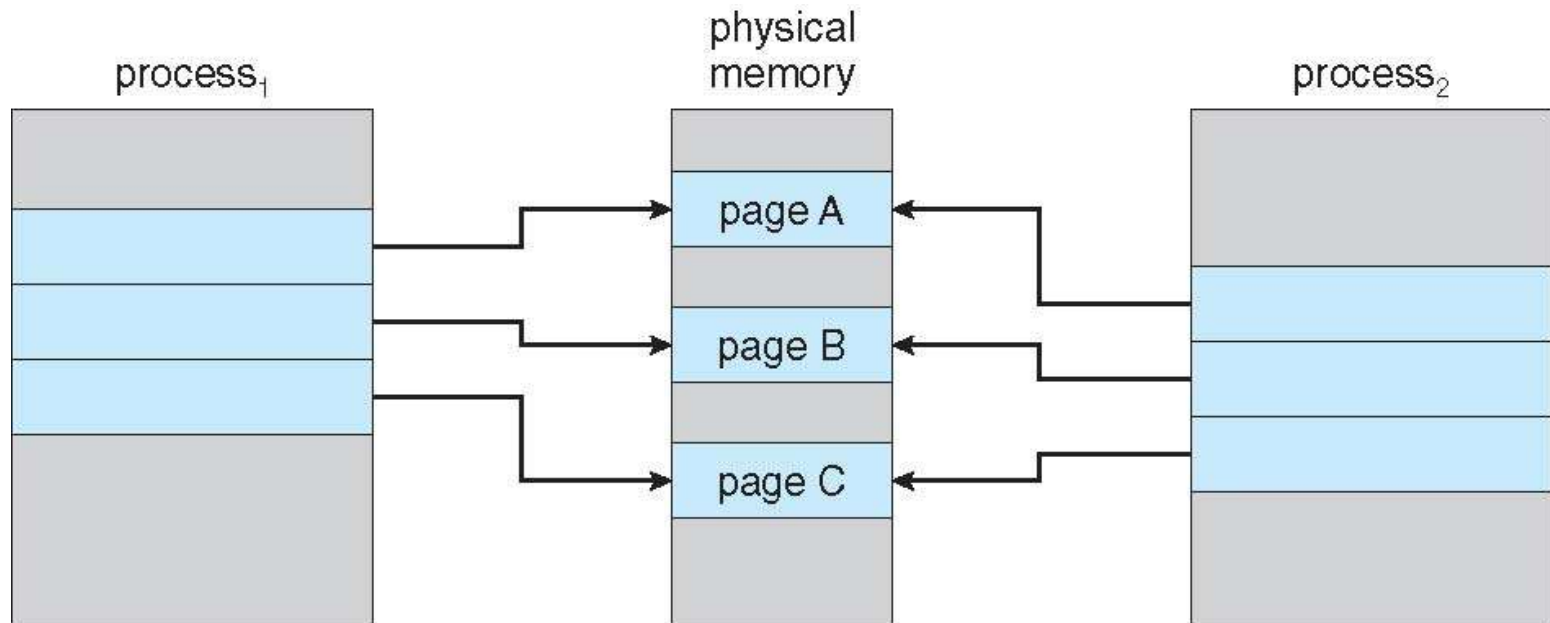 process₁
physical
memory
process₂
page A
page B
page C